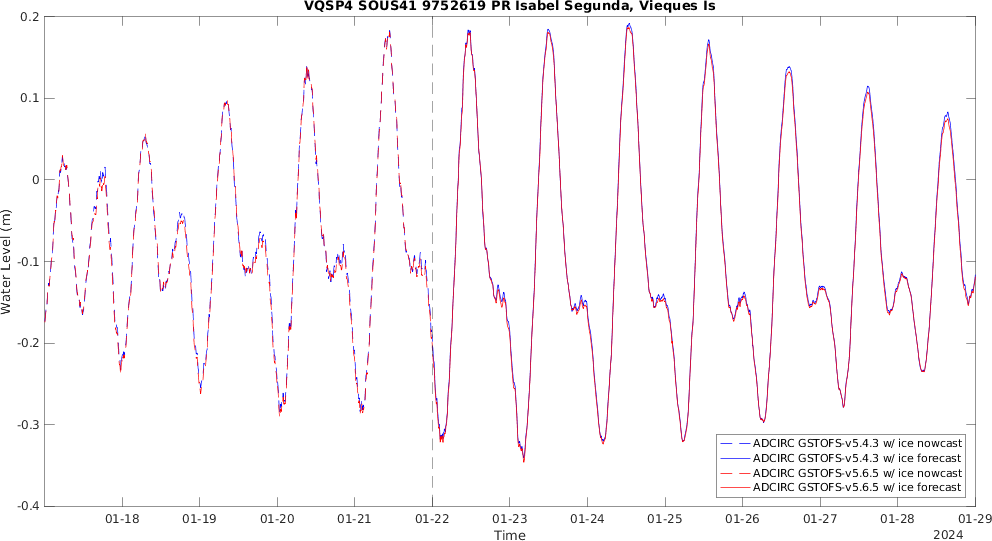 VQSP4 SOUS41 9752619 PR Isabel Segunda, Vieques Is
0.2
0.1
0
-0.1
-0.2
-0.3
-0.4
Water Level (m)
ADCIRC GSTOFS-v5.4.3 w/ ice nowcast
ADCIRC GSTOFS-v5.4.3 w/ ice forecast
ADCIRC GSTOFS-v5.6.5 w/ ice nowcast
ADCIRC GSTOFS-v5.6.5 w/ ice forecast
01-18 01-19 01-20 01-21 01-22 01-23 01-24 01-25 01-26 01-27 01-28 01-29
Time
2024